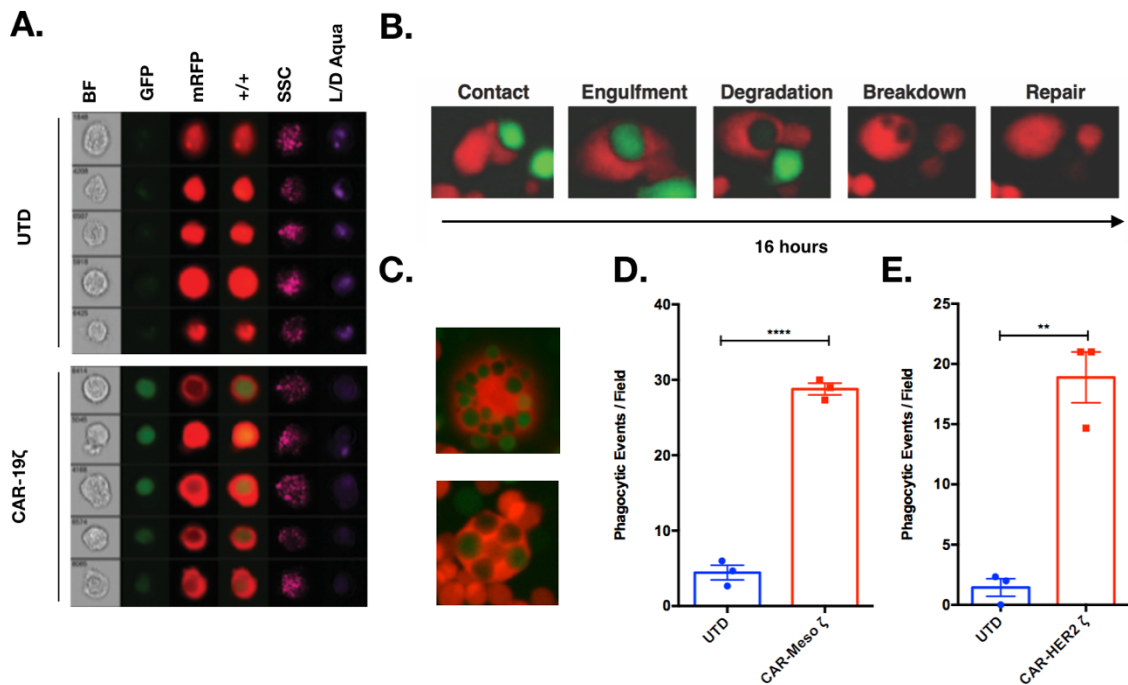 A.
BF
GFP
mRFP
+/+
SSC
L/D Aqua
UTD
CAR-19ζ
B.
Contact
Engulfment
Degradation
Breakdown
Repair
16 hours
C.
D.
Phagocytic Events / Field
40
30
20
10
0
****
UTD
CAR-Meso ζ
E.
Phagocytic Events / Field
25
20
15
10
5
0
**
UTD
CAR-HER2 ζ